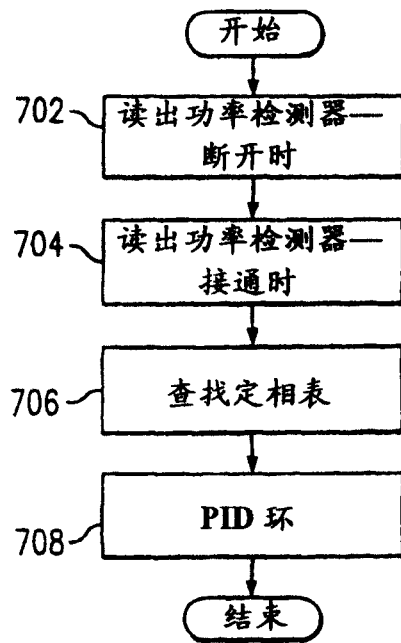 开始
702
读出功率检测器—
断开时
704
读出功率检测器—
接通时
706
查找定相表
708
PID 环
结束